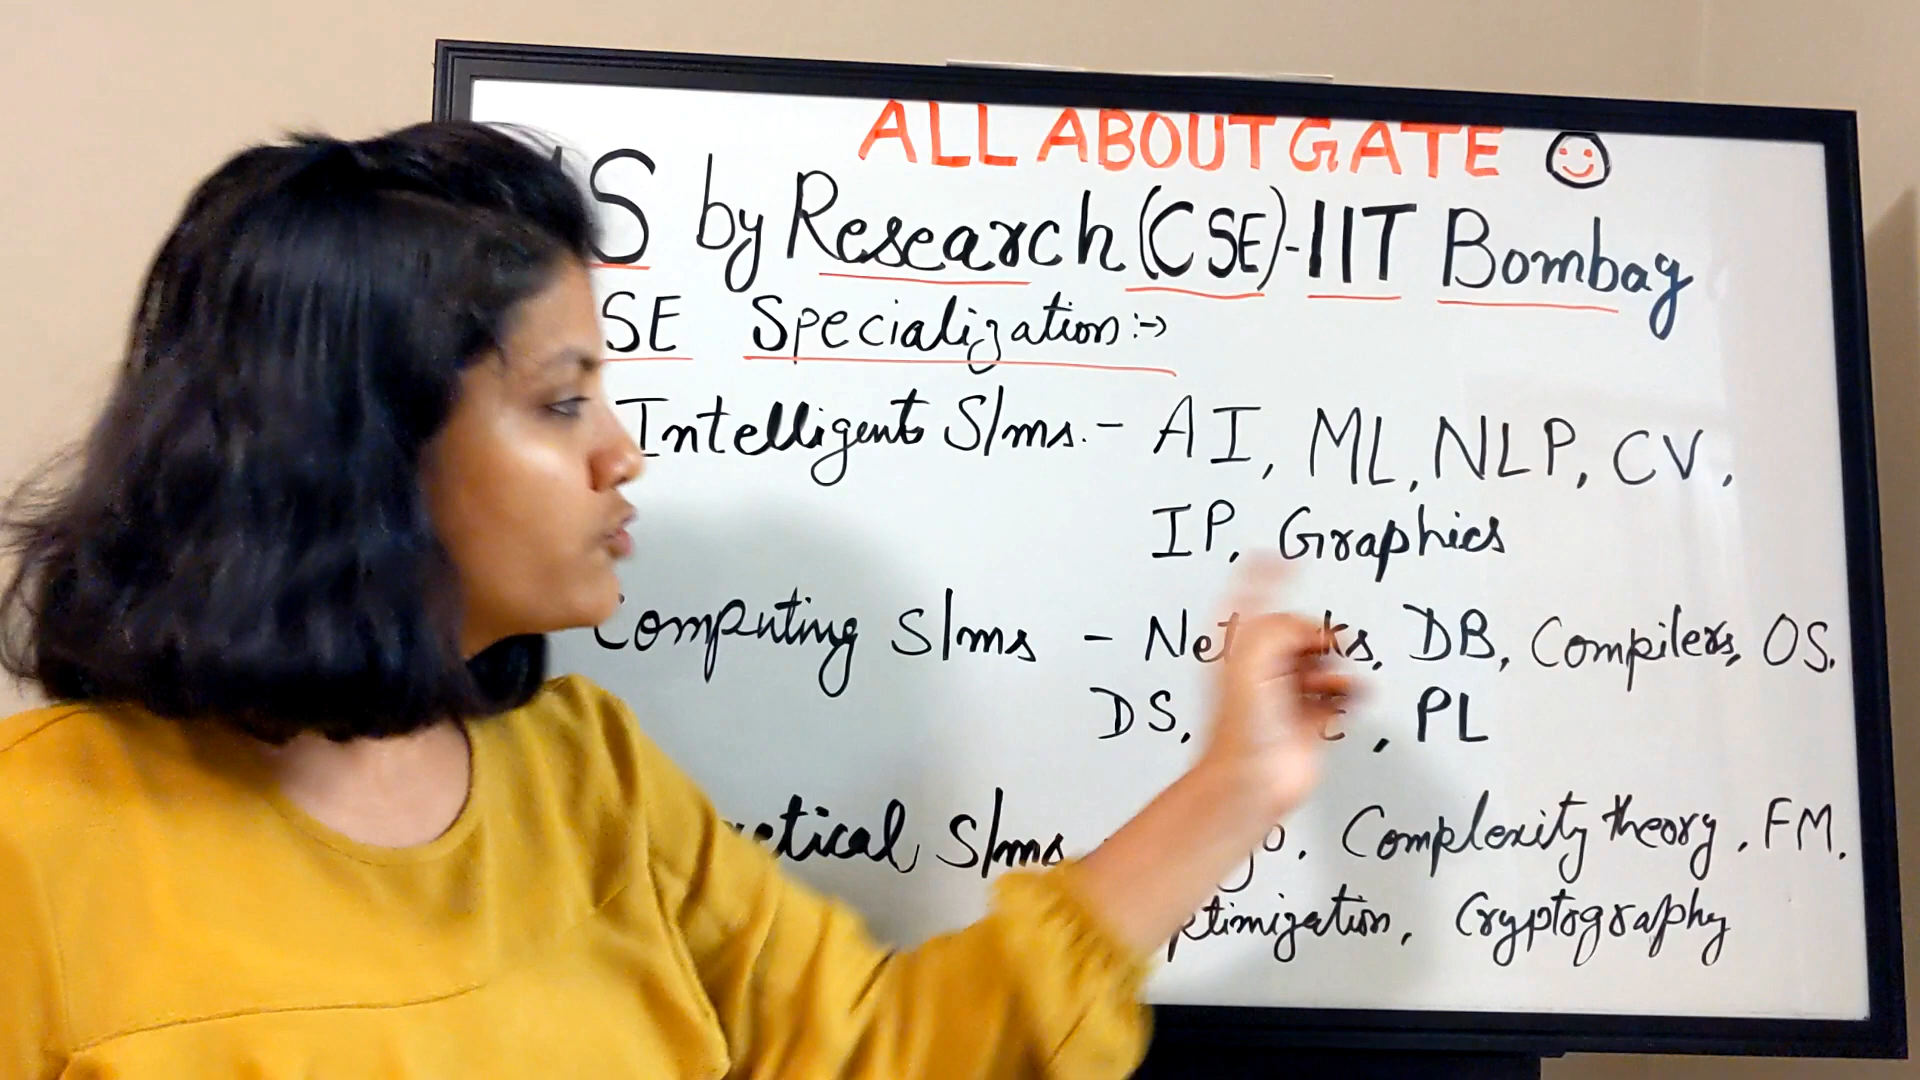 ALL ABOUT GATE
S by Research (CSE)-IIT Bombay
SE Specialization:->
Intelligent S/ms. - AI, ML, NLP, CV,
IP, Graphics
Computing S/ms - Networks, DB, Compilers, OS,
DS, PL
S/ms Complexity theory, FM,
Cryptography